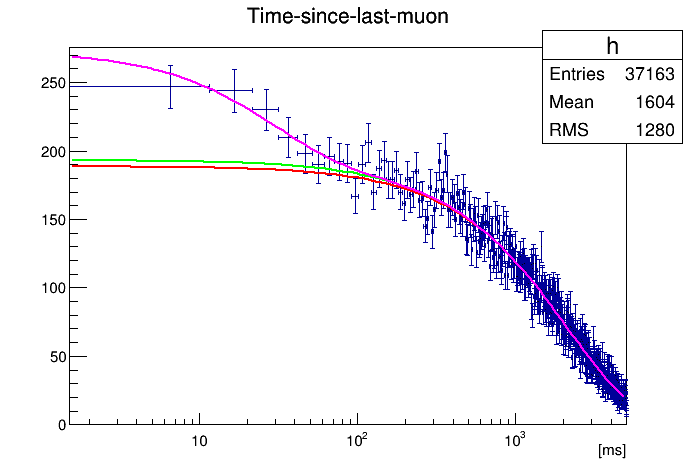 Time-since-last-muon
h
Entries 37163
Mean 1604
RMS 1280
250
200
150
100
50
0
10
10²
10³
[ms]